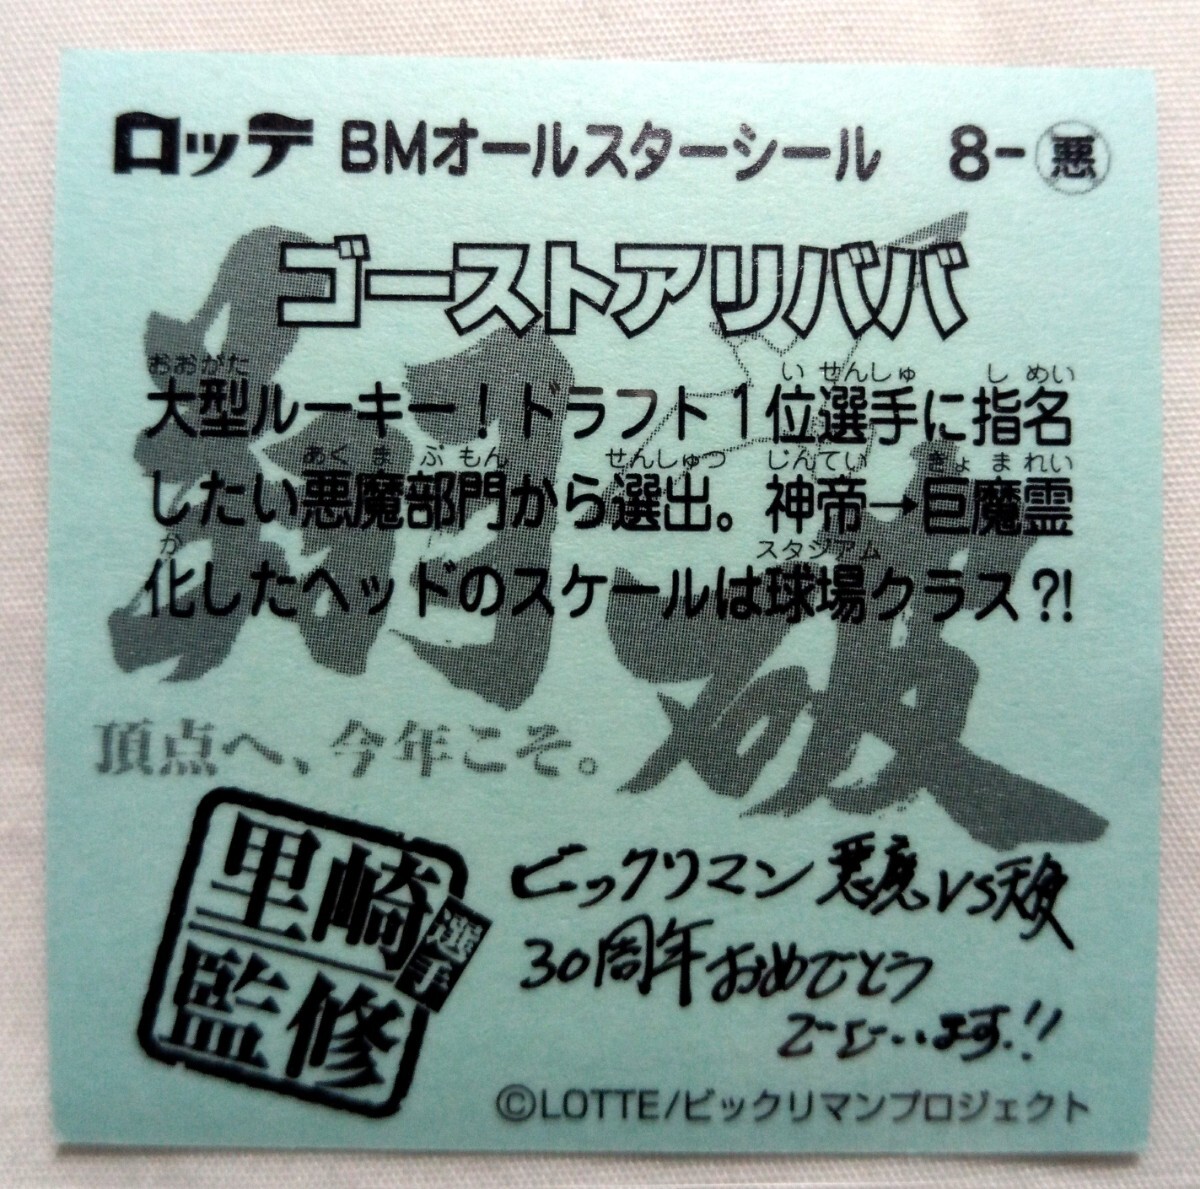 ロッテ BMオールスターシール 8-悪
ゴーストアリババ
大型ルーキー！ドラフト1位選手に指名
したい悪魔部門から選出。神帝→巨魔霊
化したヘッドのスケールは球場クラス?!
頂点へ、今年こそ。
里崎選手
監修
ビックリマン悪魔VS天使
30周年おめでとう
ございます!!
©LOTTE/ビックリマンプロジェクト